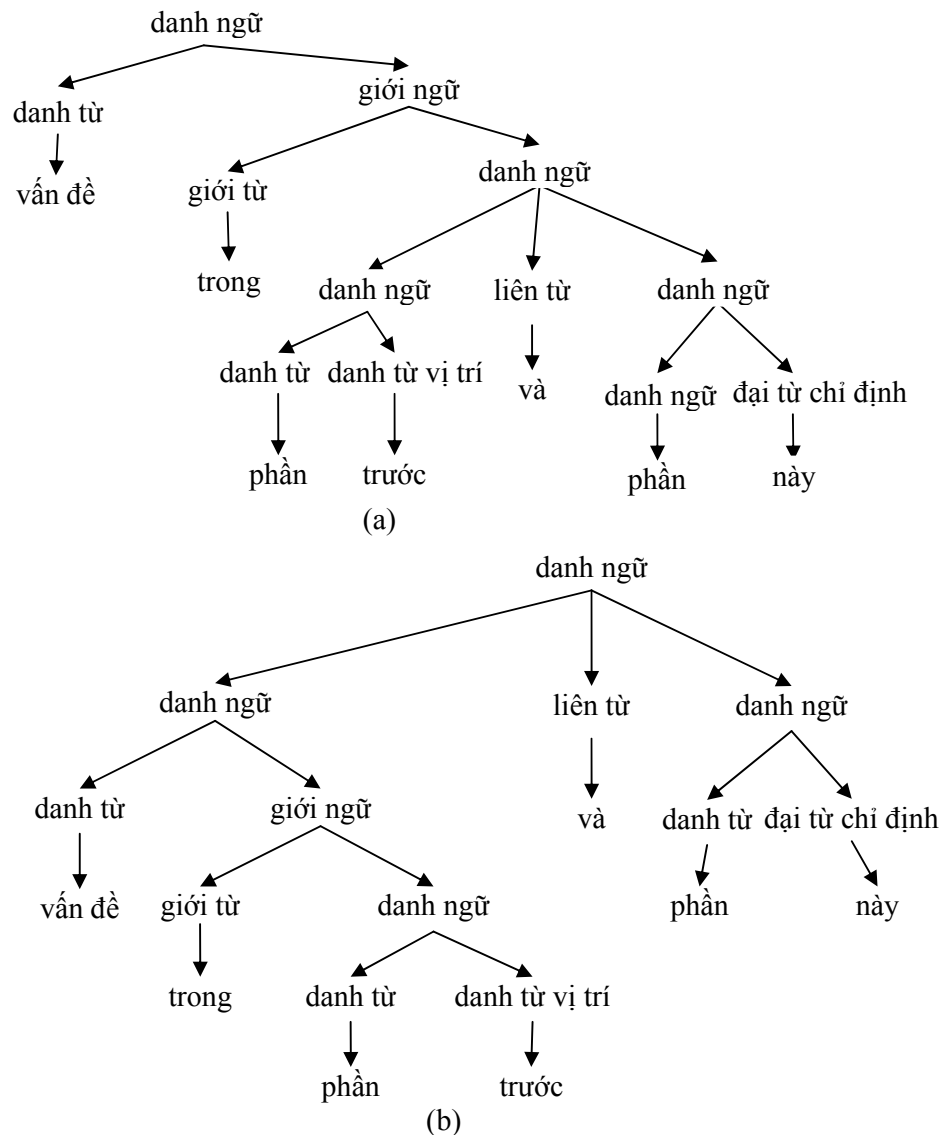 danh ngữ
giới ngữ
danh từ
danh ngữ
vấn đề
giới từ
trong
danh ngữ liên từ danh ngữ
danh từ danh từ vị trí
và
danh ngữ đại từ chỉ định
phần trước
phần này
(a)
danh ngữ
danh ngữ liên từ danh ngữ
danh từ giới ngữ và danh từ đại từ chỉ định
vấn đề giới từ danh ngữ phần này
trong danh từ danh từ vị trí
phần trước
(b)